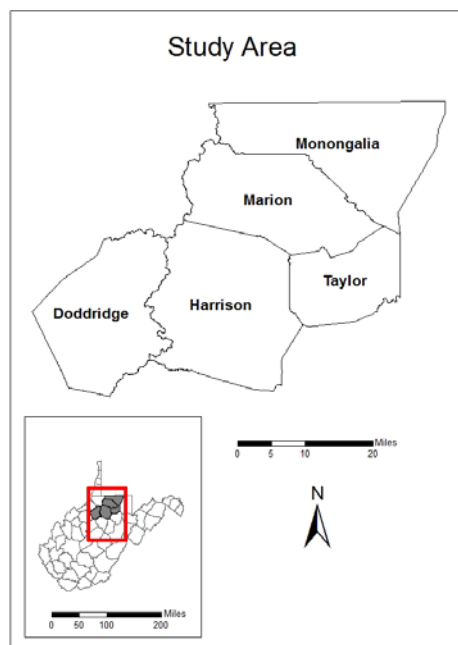 Study Area
Monongalia
Marion
Taylor
Harrison
Doddridge
Miles
0 5 10 20
N
Miles
0 50 100 200